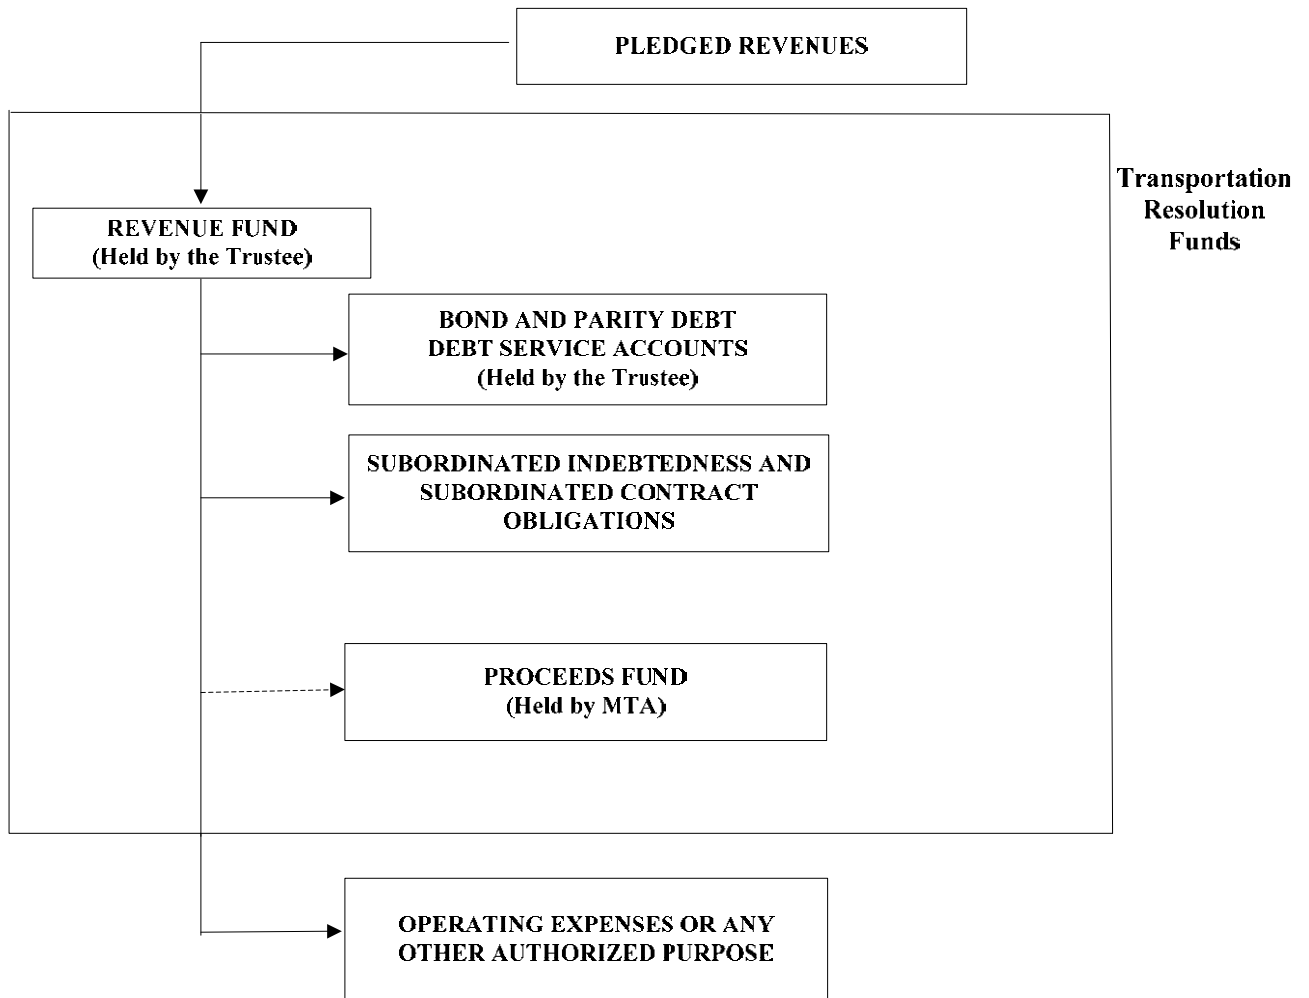 PLEDGED REVENUES
Transportation
Resolution
Funds
REVENUE FUND
(Held by the Trustee)
BOND AND PARITY DEBT
DEBT SERVICE ACCOUNTS
(Held by the Trustee)
SUBORDINATED INDEBTEDNESS AND
SUBORDINATED CONTRACT
OBLIGATIONS
PROCEEDS FUND
(Held by MTA)
OPERATING EXPENSES OR ANY
OTHER AUTHORIZED PURPOSE